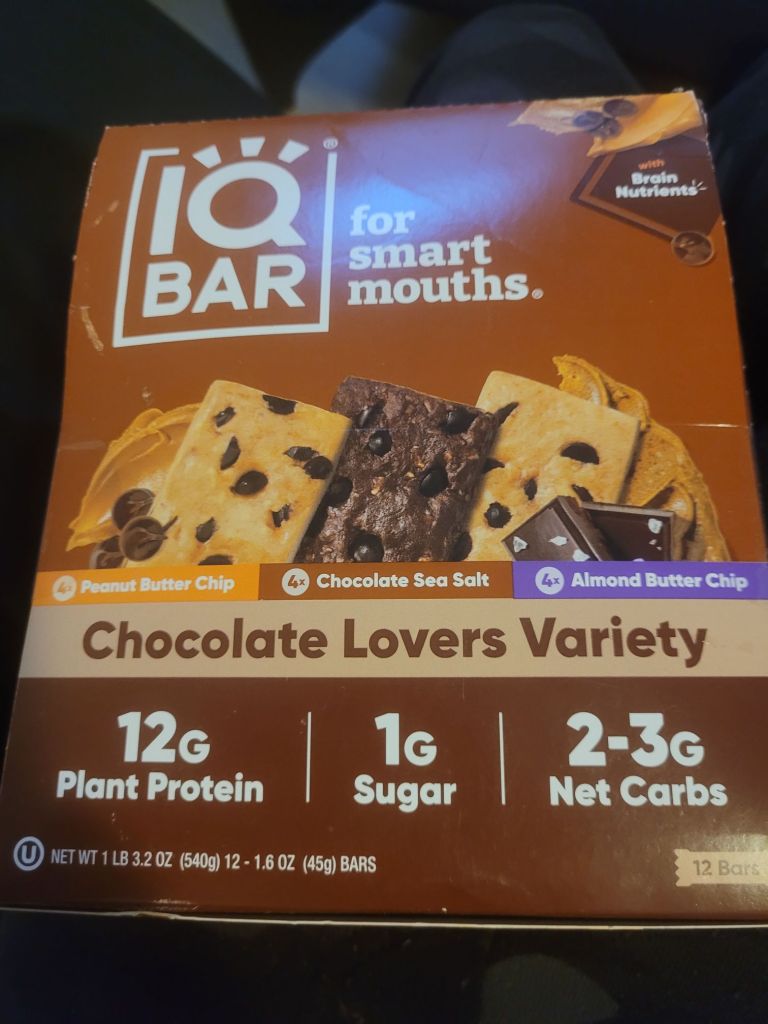 IQ BAR®
for smart mouths®
with Brain Nutrients
4x Peanut Butter Chip
4x Chocolate Sea Salt
4x Almond Butter Chip
Chocolate Lovers Variety
12G Plant Protein
1G Sugar
2-3G Net Carbs
U NET WT 1 LB 3.2 OZ (540g) 12 - 1.6 OZ (45g) BARS
12 Bars